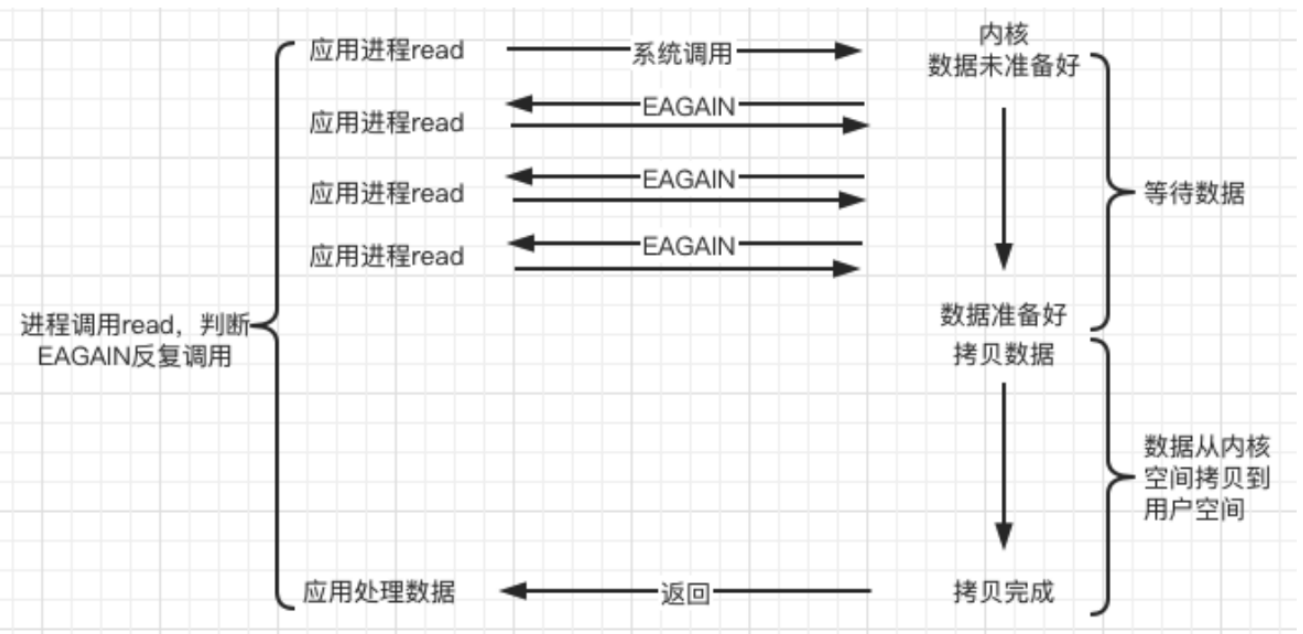 应用进程read
系统调用
内核
数据未准备好
EAGAIN
应用进程read
EAGAIN
应用进程read
等待数据
EAGAIN
应用进程read
进程调用read，判断
EAGAIN反复调用
数据准备好
拷贝数据
数据从内核
空间拷贝到
用户空间
应用处理数据
返回
拷贝完成